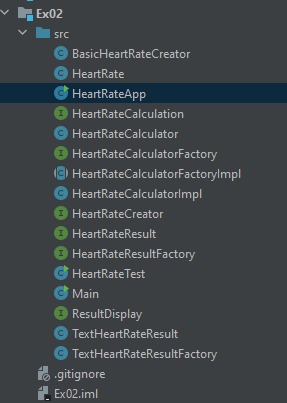 Ex02
src
BasicHeartRateCreator
HeartRate
HeartRateApp
HeartRateCalculation
HeartRateCalculator
HeartRateCalculatorFactory
HeartRateCalculatorFactoryImpl
HeartRateCalculatorImpl
HeartRateCreator
HeartRateResult
HeartRateResultFactory
HeartRateTest
Main
ResultDisplay
TextHeartRateResult
TextHeartRateResultFactory
.gitignore
Ex02.iml